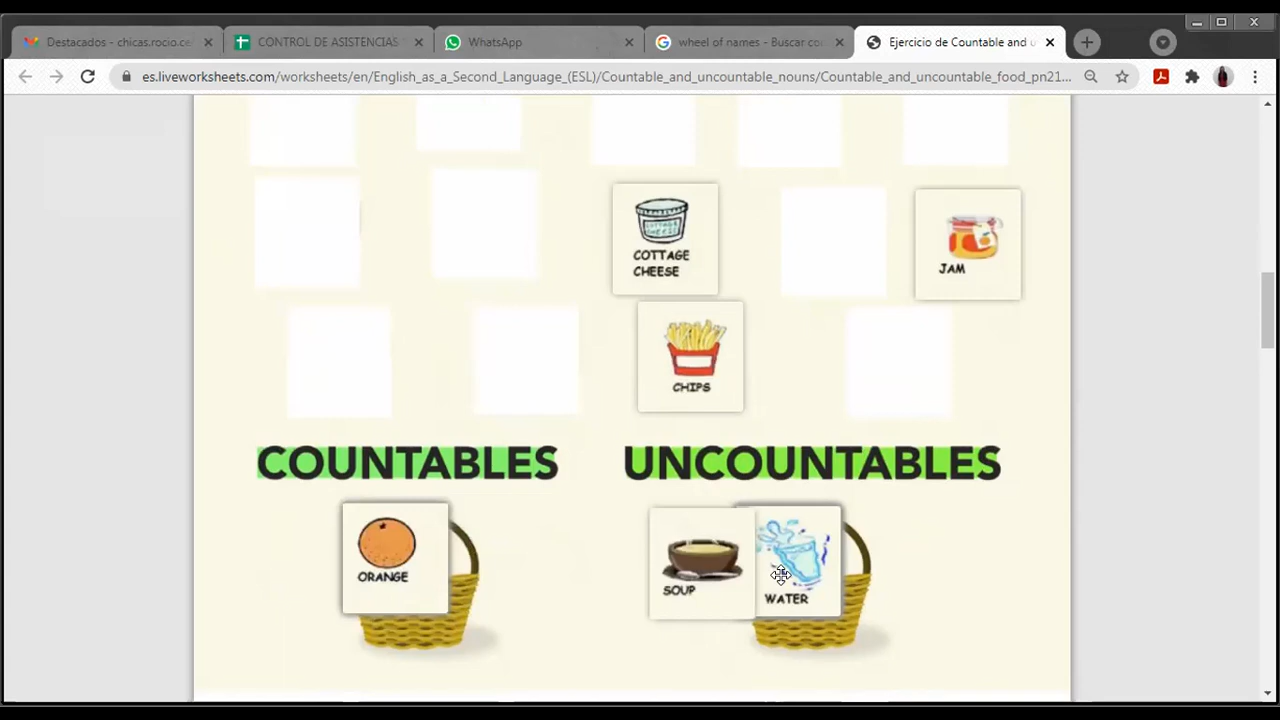 Destacados - chicas.rocio.ce
CONTROL DE ASISTENCIAS
WhatsApp
wheel of names - Buscar co
Ejercicio de Countable and u
es.liveworksheets.com/worksheets/en/English_as_a_Second_Language_(ESL)/Countable_and_uncountable_nouns/Countable_and_uncountable_food_pn21...
COTTAGE
CHEESE
JAM
CHIPS
COUNTABLES
UNCOUNTABLES
ORANGE
SOUP
WATER